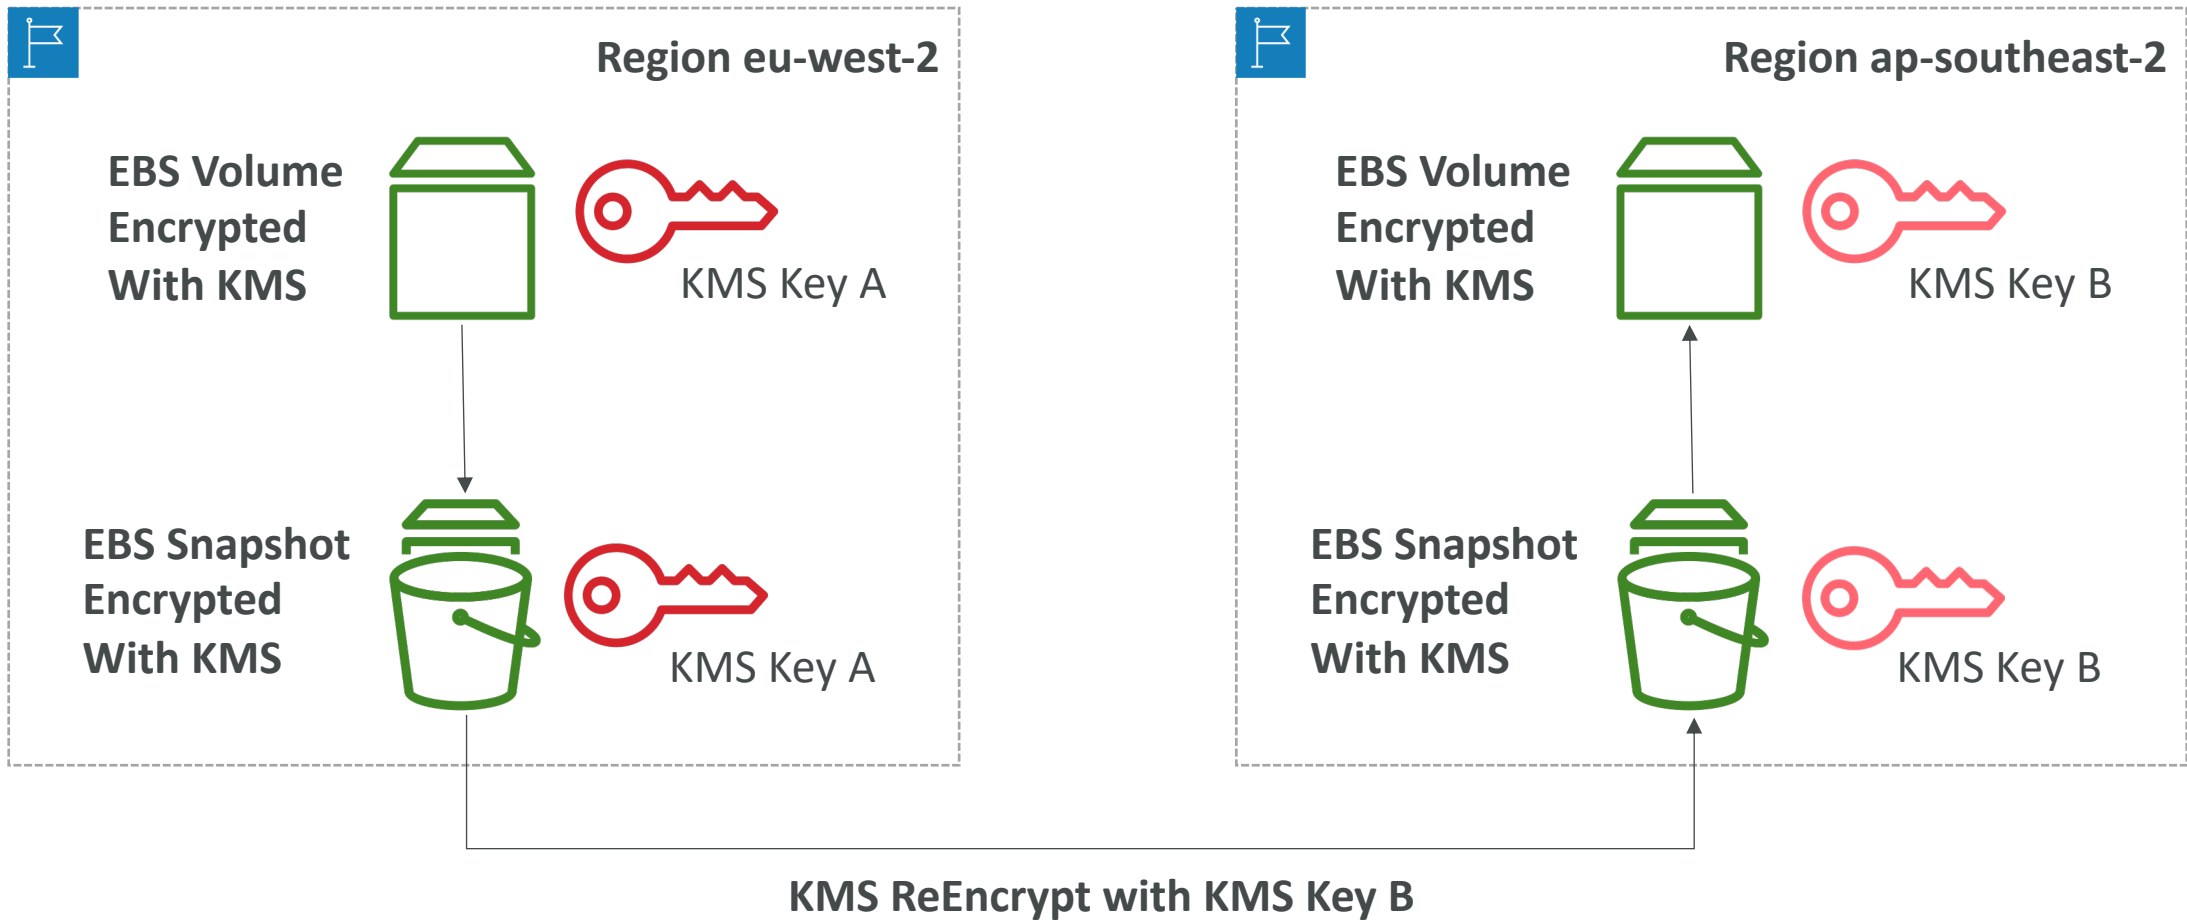 Region eu-west-2
EBS Volume
Encrypted
With KMS
KMS Key A
EBS Snapshot
Encrypted
With KMS
KMS Key A
Region ap-southeast-2
EBS Volume
Encrypted
With KMS
KMS Key B
EBS Snapshot
Encrypted
With KMS
KMS Key B
KMS ReEncrypt with KMS Key B